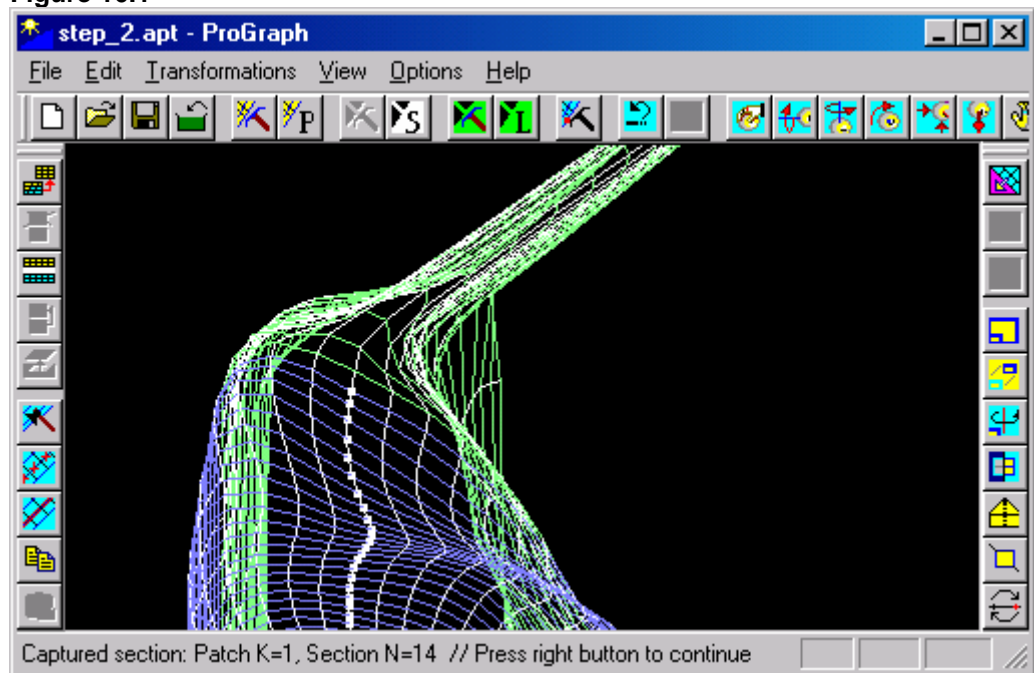 step_2.apt - ProGraph
File Edit Transformations View Options Help
P S L
Captured section: Patch K=1, Section N=14 // Press right button to continue